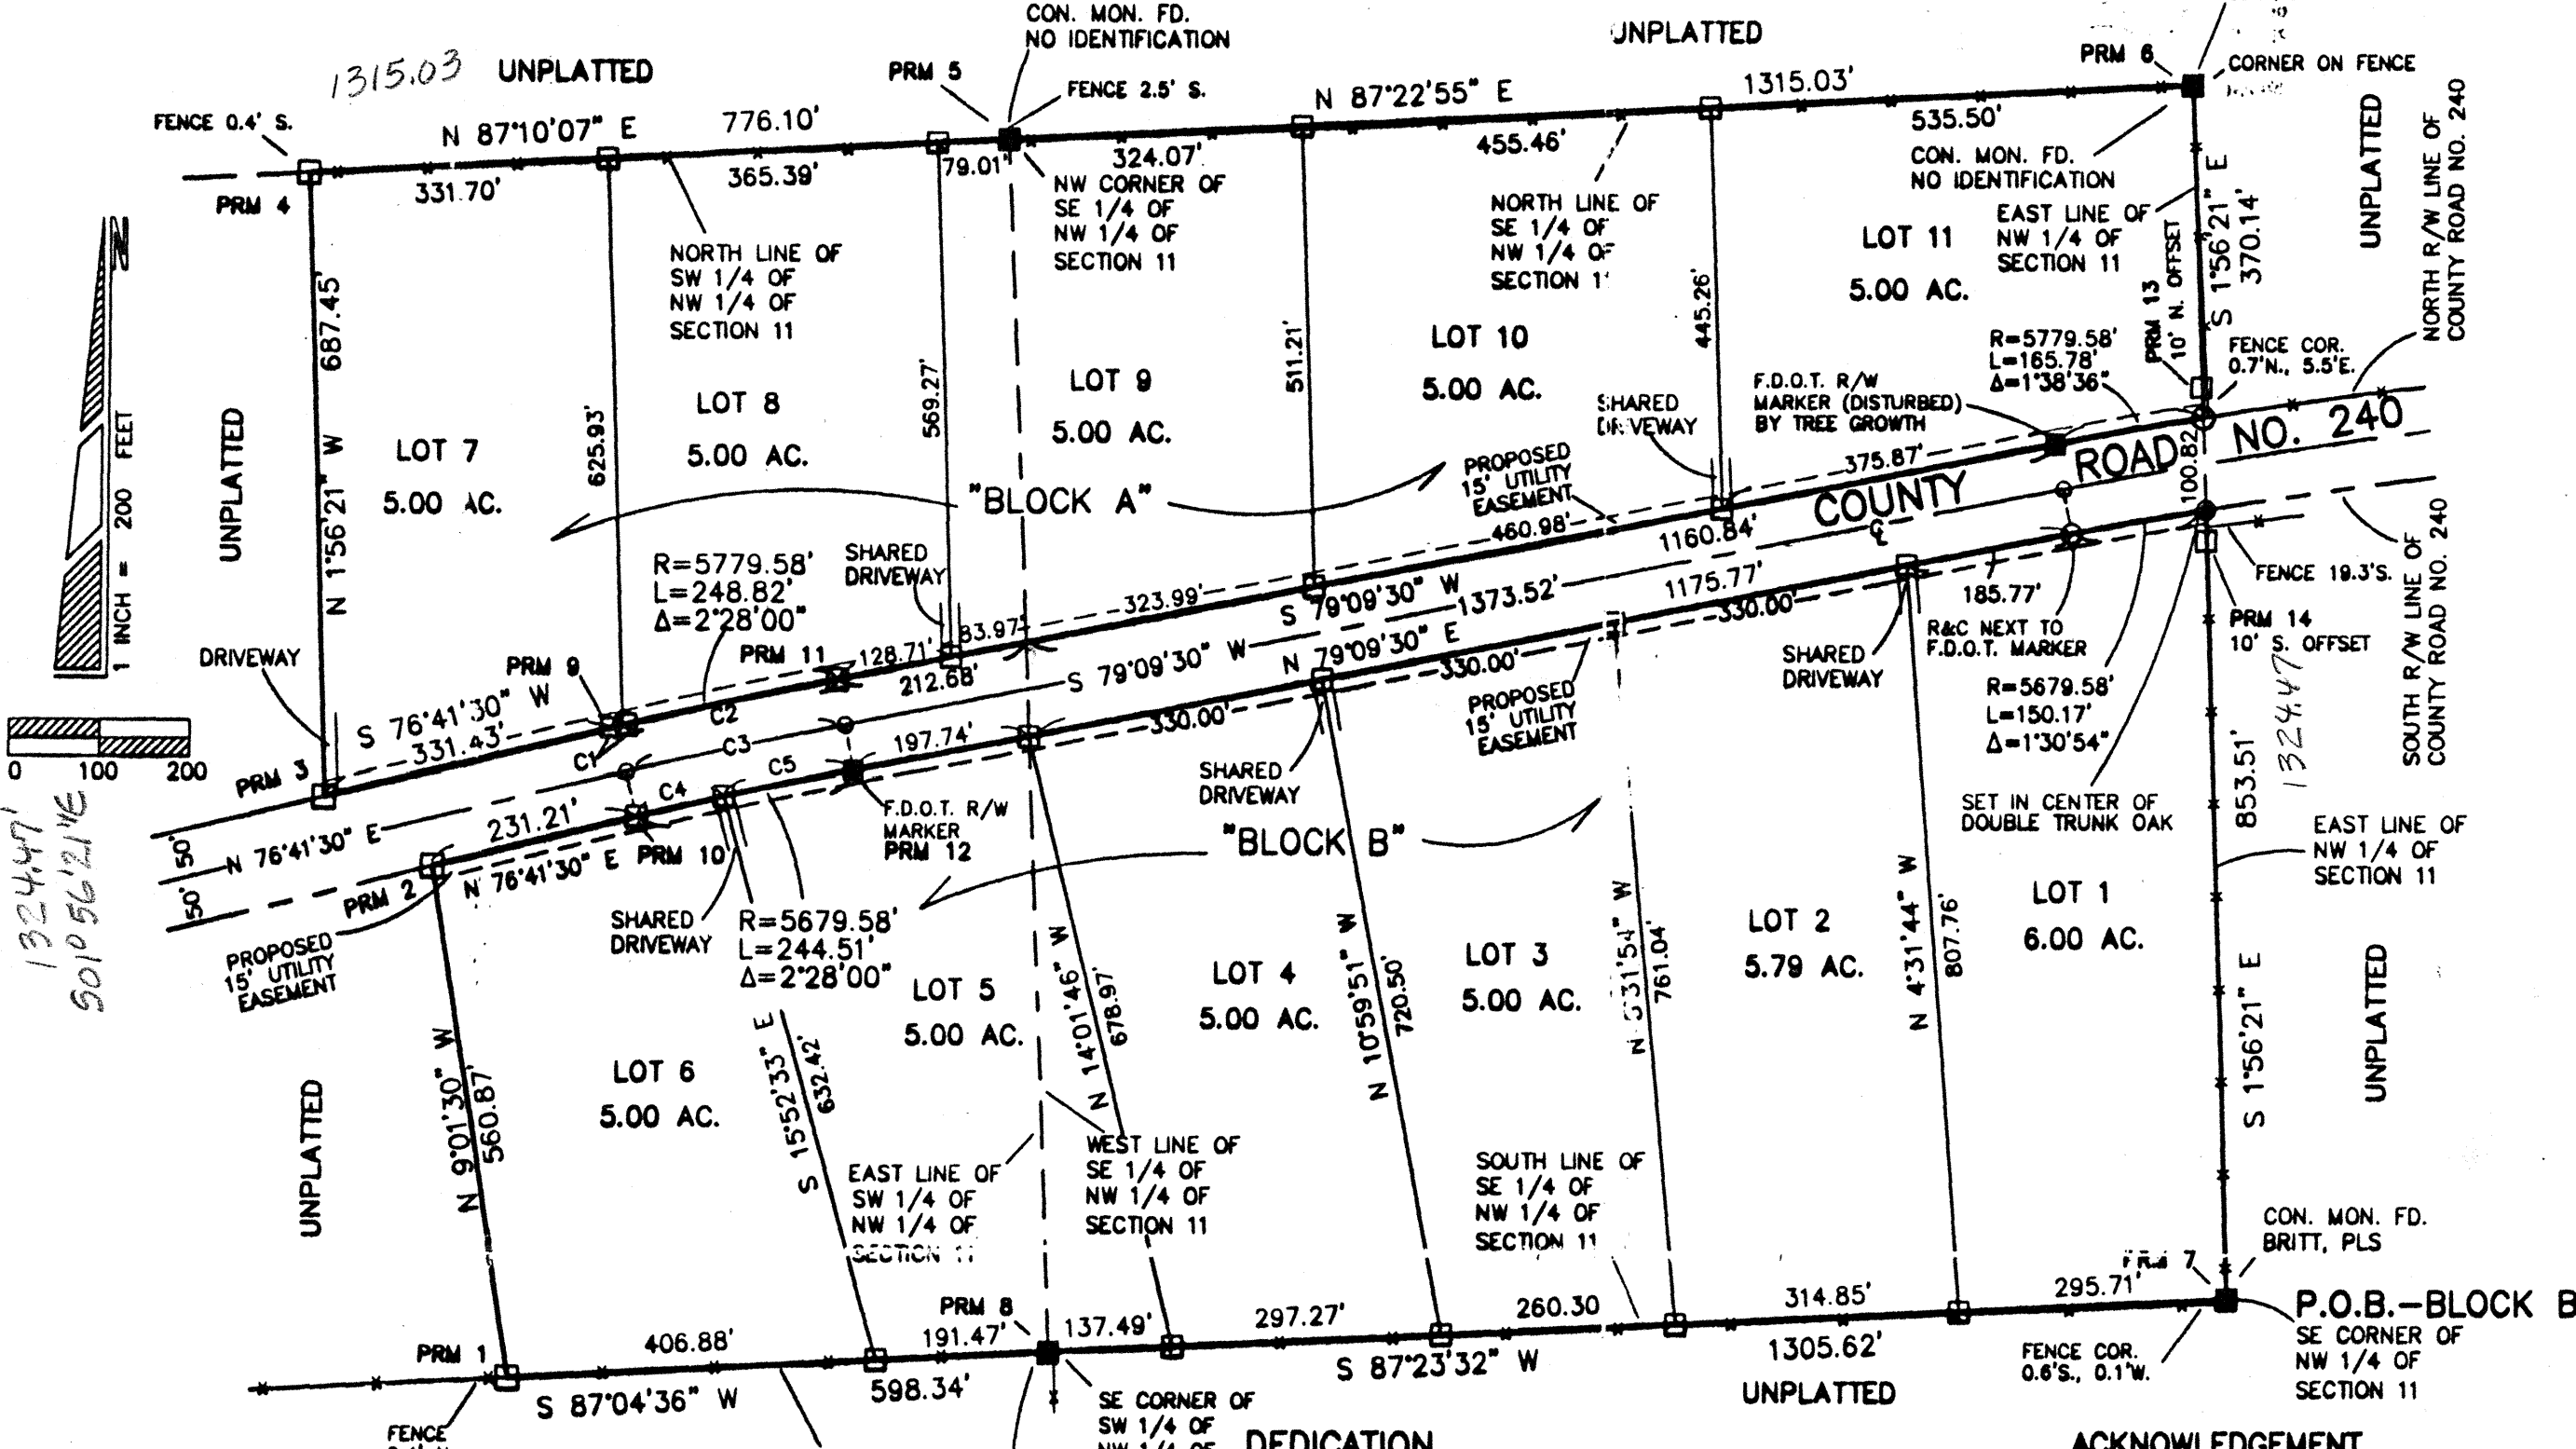 CON. MON. FD.
NO IDENTIFICATION
UNPLATTED
1315.03
UNPLATTED
PRM 5
FENCE 2.5' S.
PRM 6
CORNER ON FENCE
FENCE 0.4' S.
N 87°10'07" E
776.10'
N 87°22'55" E
1315.03'
PRM 4
331.70'
365.39'
79.01'
324.07'
455.46'
535.50'
CON. MON. FD.
NO IDENTIFICATION
NW CORNER OF
SE 1/4 OF
NW 1/4 OF
SECTION 11
NORTH LINE OF
SW 1/4 OF
NW 1/4 OF
SECTION 11
NORTH LINE OF
SE 1/4 OF
NW 1/4 OF
SECTION
EAST LINE OF
NW 1/4 OF
SECTION 11
S 1°56'21" E
370.14'
UNPLATTED
NORTH R/W LINE OF
COUNTY ROAD NO. 240
N
1 INCH = 200 FEET
0 100 200
UNPLATTED
N 1°56'21" W 687.45'
LOT 7
5.00 AC.
625.93'
LOT 8
5.00 AC.
569.27'
LOT 9
5.00 AC.
511.21'
LOT 10
5.00 AC.
445.26'
LOT 11
5.00 AC.
PRM 13
10' N. OFFSET
R=5779.58'
L=165.78'
Δ=1°38'36"
FENCE COR.
0.7'N., 5.5'E.
F.D.O.T. R/W
MARKER (DISTURBED)
BY TREE GROWTH
SHARED
DRIVEWAY
"BLOCK A"
PROPOSED
15' UTILITY
EASEMENT
375.87'
460.98'
COUNTY ROAD NO. 240
100.82
1160.84'
℄
R=5779.58'
L=248.82'
Δ=2°28'00"
SHARED
DRIVEWAY
DRIVEWAY
PRM 9
PRM 11
128.71'
83.97'
323.99'
S 79°09'30" W
1373.52'
212.68'
S 79°09'30" W
N 79°09'30" E
1175.77'
330.00'
185.77'
FENCE 19.3'S.
PRM 14
10' S. OFFSET
SOUTH R/W LINE OF
COUNTY ROAD NO. 240
R&C NEXT TO
F.D.O.T. MARKER
SHARED
DRIVEWAY
R=5679.58'
L=150.17'
Δ=1°30'54"
1324.47
853.51'
SET IN CENTER OF
DOUBLE TRUNK OAK
PRM 3
S 76°41'30" W
331.43'
C1
C2
C3
C4
C5
197.74'
330.00'
330.00'
PROPOSED
15' UTILITY
EASEMENT
SHARED
DRIVEWAY
"BLOCK B"
1324.47'
S01°56'21"E
50'
50'
N 76°41'30" E
231.21'
PRM 2
N 76°41'30" E
PRM 10
F.D.O.T. R/W
MARKER
PRM 12
PROPOSED
15' UTILITY
EASEMENT
SHARED
DRIVEWAY
R=5679.58'
L=244.51'
Δ=2°28'00"
EAST LINE OF
NW 1/4 OF
SECTION 11
UNPLATTED
N 9°01'30" W
560.87'
LOT 6
5.00 AC.
S 15°52'33" E
632.42'
LOT 5
5.00 AC.
N 14°01'46" W
678.97'
LOT 4
5.00 AC.
N 10°59'51" W
720.50'
LOT 3
5.00 AC.
761.04'
LOT 2
5.79 AC.
N 4°31'44" W
807.76'
LOT 1
6.00 AC.
S 1°56'21" E
UNPLATTED
EAST LINE OF
SW 1/4 OF
NW 1/4 OF
SECTION 11
WEST LINE OF
SE 1/4 OF
NW 1/4 OF
SECTION 11
SOUTH LINE OF
SE 1/4 OF
NW 1/4 OF
SECTION 11
CON. MON. FD.
BRITT, PLS
PRM 7
P.O.B.-BLOCK B
SE CORNER OF
NW 1/4 OF
SECTION 11
PRM 1
406.88'
PRM 8
191.47'
137.49'
297.27'
260.30
314.85'
295.71'
S 87°04'36" W
598.34'
S 87°23'32" W
1305.62'
FENCE COR.
0.6'S., 0.1'W.
UNPLATTED
FENCE
SE CORNER OF
SW 1/4 OF
NW 1/4 OF
DEDICATION
ACKNOWLEDGEMENT